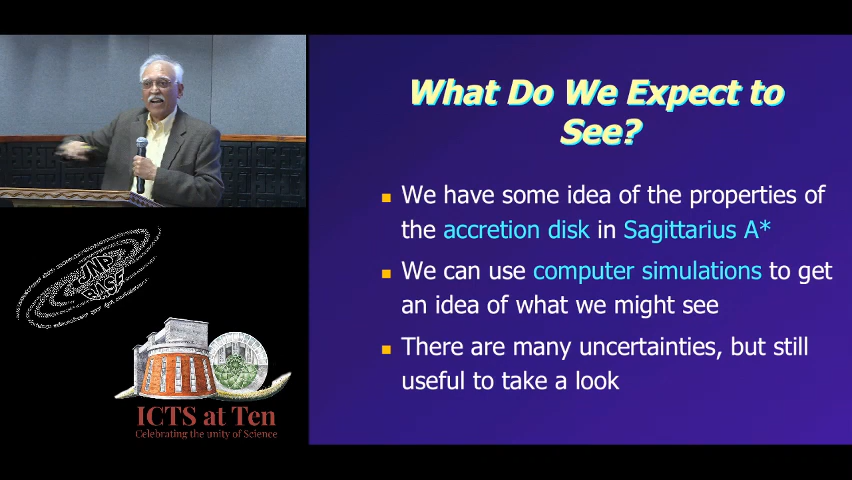 What Do We Expect to
See?
We have some idea of the properties of
the accretion disk in Sagittarius A*
We can use computer simulations to get
an idea of what we might see
There are many uncertainties, but still
useful to take a look
JNP
BASE
ICTS at Ten
Celebrating the unity of Science